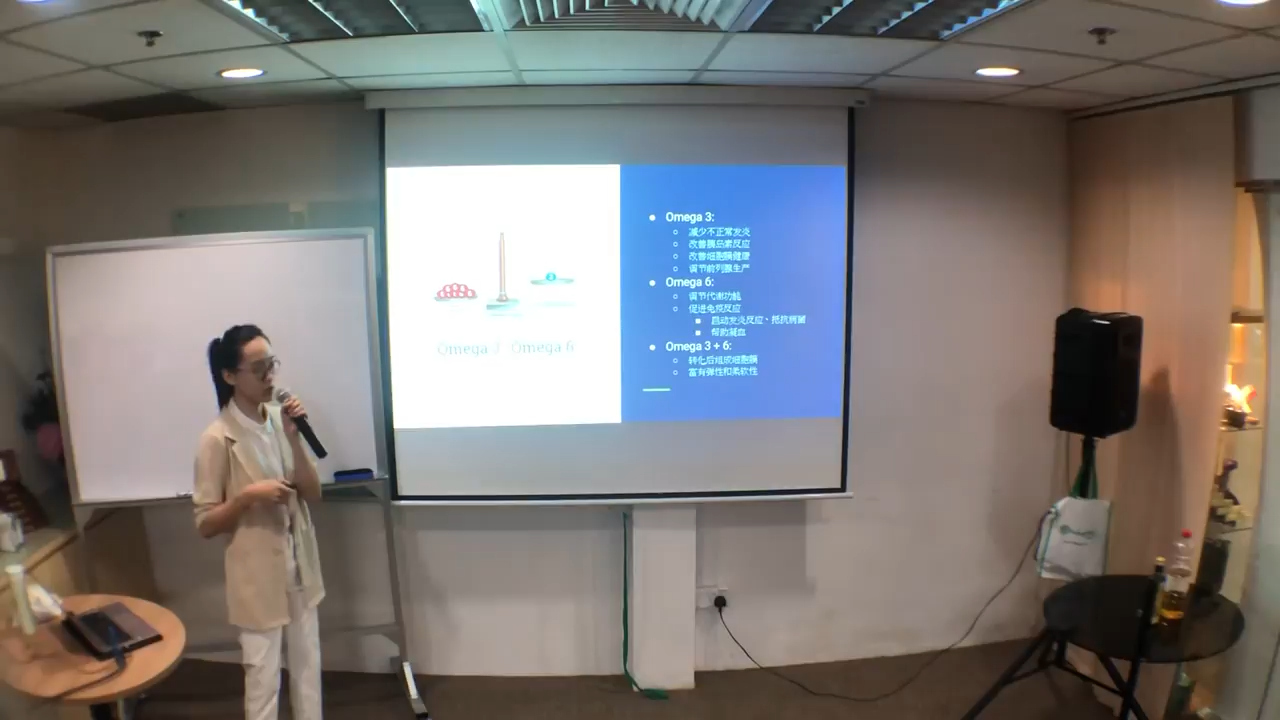 Omega 3 Omega 6
Omega 3:
减少不正常发炎
改善胰岛素反应
改善细胞膜健康
调节前列腺生产
Omega 6:
调节代谢功能
促进免疫反应
启动发炎反应，抵抗病菌
帮助凝血
Omega 3 + 6:
转化后组成细胞膜
富有弹性和柔软性